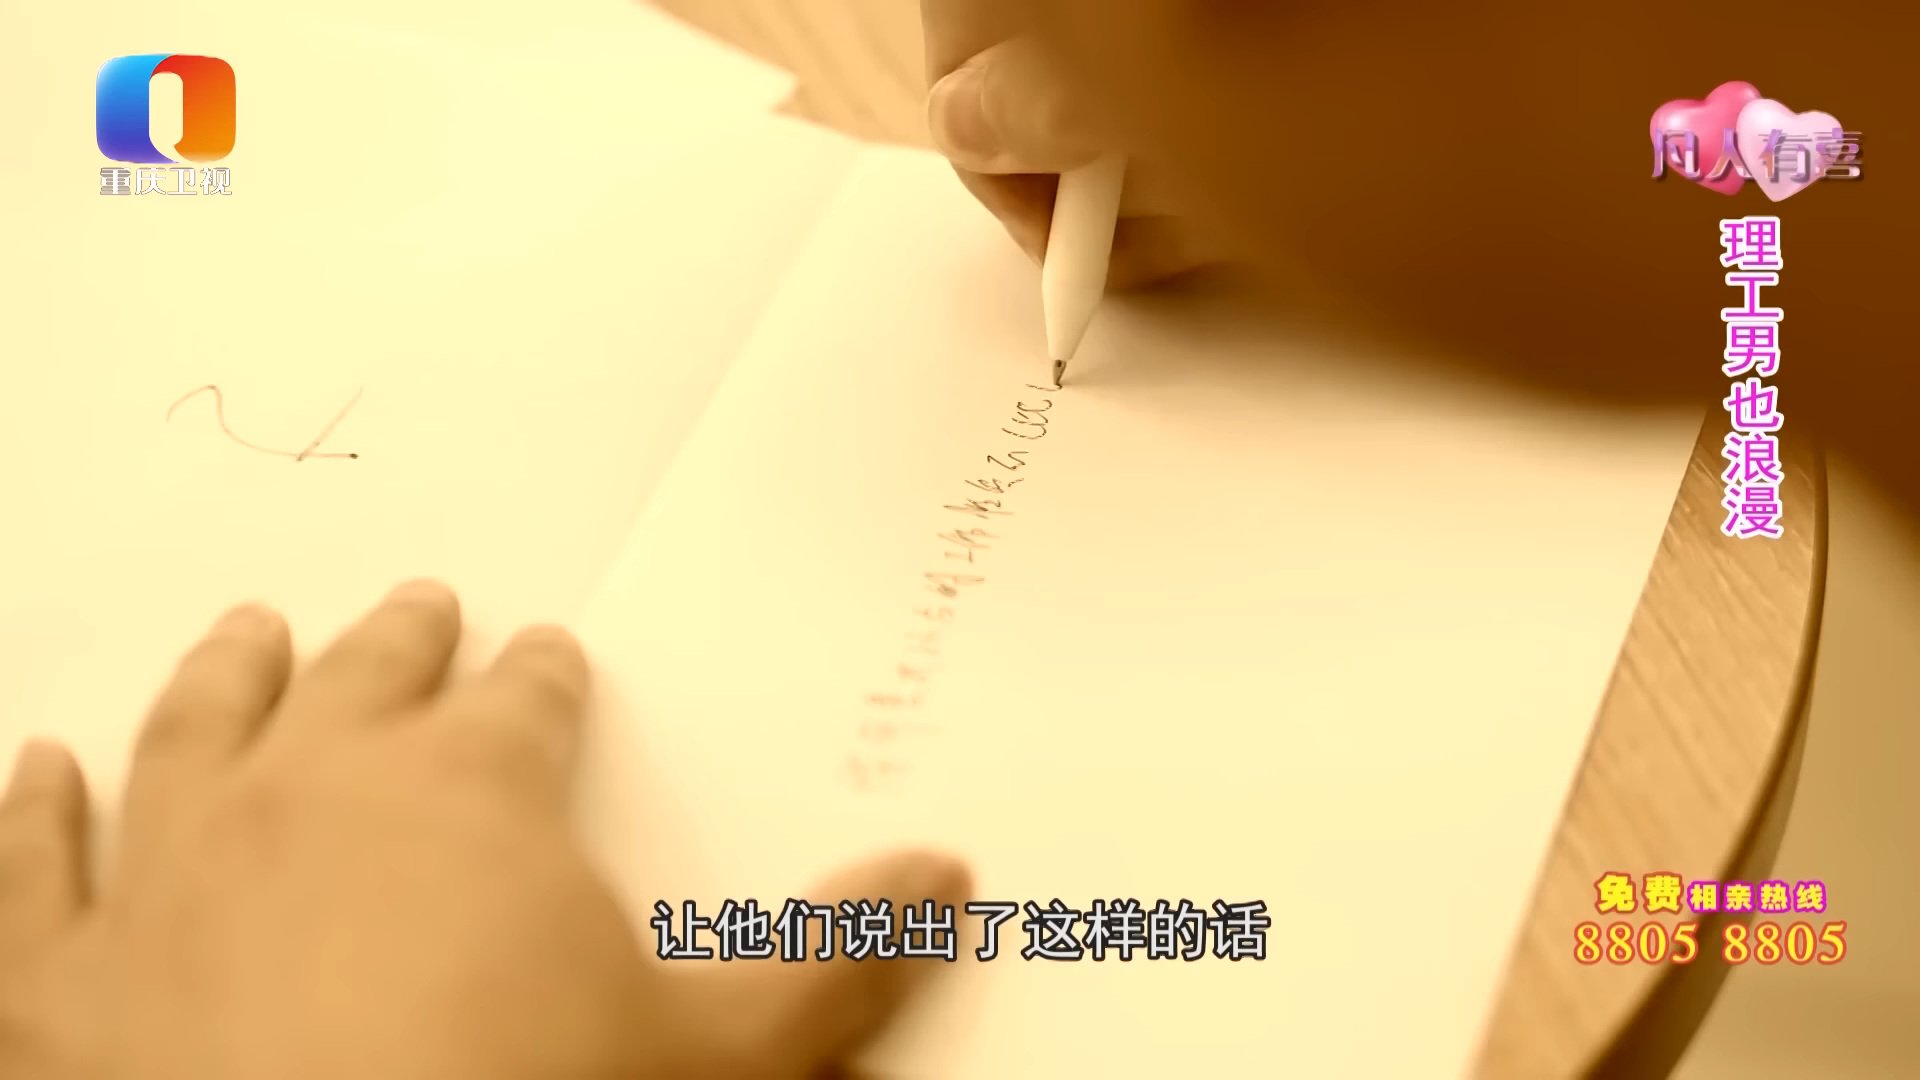 重庆卫视
凡人有喜
理工男也浪漫
让他们说出了这样的话
免费相亲热线
8805 8805